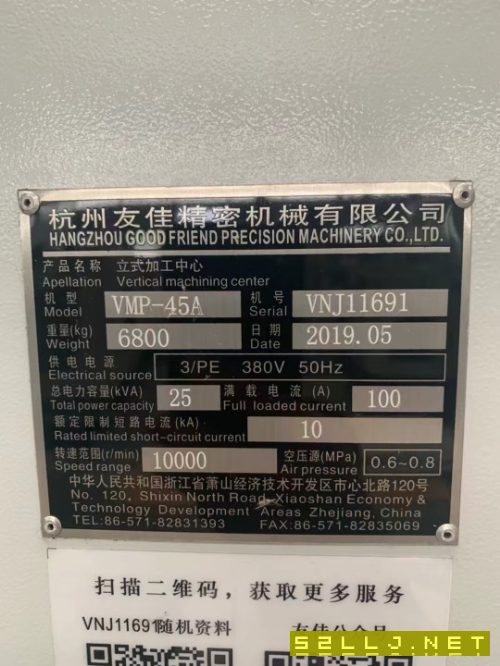 杭州友佳精密机械有限公司
HANGZHOU GOOD FRIEND PRECISION MACHINERY CO.,LTD.
产品名称 立式加工中心
Apellation Vertical machining center
机型 VMP-45A 机号 VNJ11691
Model Serial
重量(kg) 6800 日期 2019.05
Weight Date
供电电源 3/PE 380V 50Hz
Electrical source
总电力容量(kVA) 25 满载电流(A) 100
Total power capacity Full loaded current
额定限制短路电流(kA) 10
Rated limited short-circuit current
转速范围(r/min) 10000 空压源(MPa) 0.6~0.8
Speed range Air pressure
中华人民共和国浙江省萧山经济技术开发区市心北路120号
No. 120, Shixin North Road, Xiaoshan Economy &
Technology Development Areas Zhejiang, China
TEL:86-571-82831393 FAX:86-571-82835069
扫描二维码，获取更多服务
VNJ11691随机资料 友佳公众号
52LLJ.NET